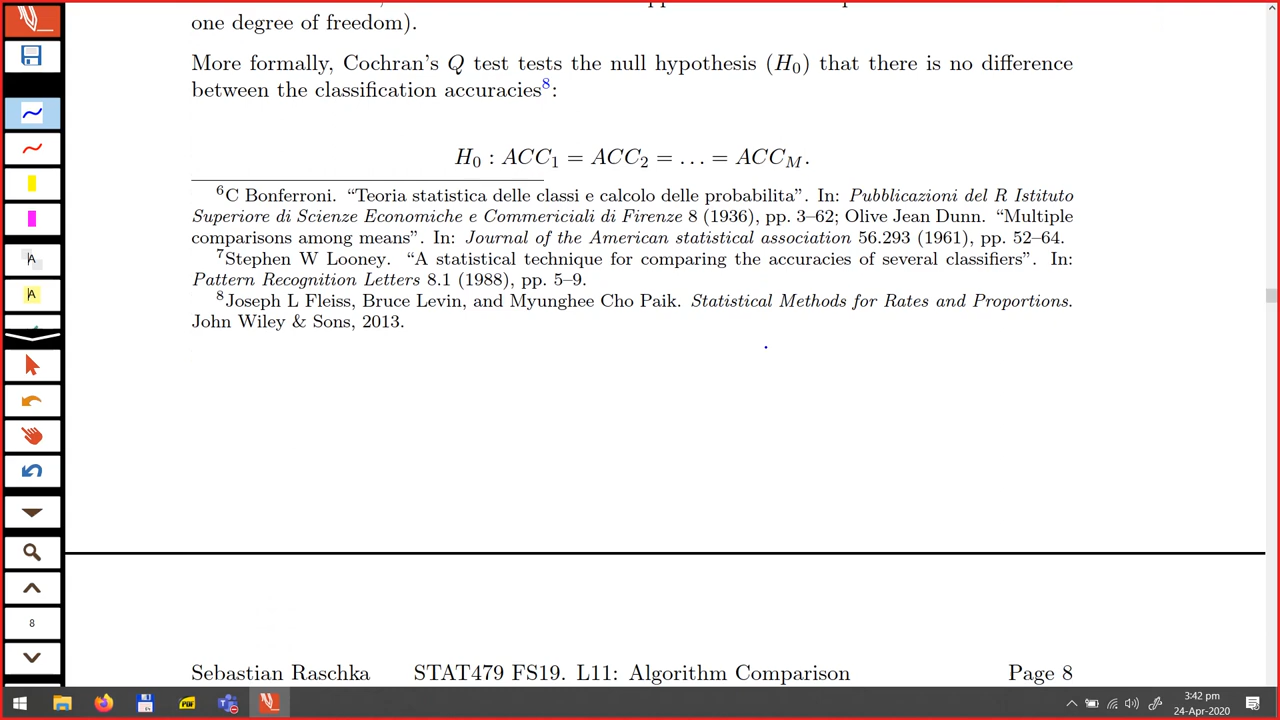 one degree of freedom).
More formally, Cochran's Q test tests the null hypothesis (H₀) that there is no difference
between the classification accuracies⁸:
H₀ : ACC₁ = ACC₂ = … = ACC_M.
⁶C Bonferroni. “Teoria statistica delle classi e calcolo delle probabilita”. In: Pubblicazioni del R Istituto
Superiore di Scienze Economiche e Commericiali di Firenze 8 (1936), pp. 3–62; Olive Jean Dunn. “Multiple
comparisons among means”. In: Journal of the American statistical association 56.293 (1961), pp. 52–64.
⁷Stephen W Looney. “A statistical technique for comparing the accuracies of several classifiers”. In:
Pattern Recognition Letters 8.1 (1988), pp. 5–9.
⁸Joseph L Fleiss, Bruce Levin, and Myunghee Cho Paik. Statistical Methods for Rates and Proportions.
John Wiley & Sons, 2013.
A
A
8
Sebastian Raschka STAT479 FS19. L11: Algorithm Comparison Page 8
PDF
3:42 pm
24-Apr-2020